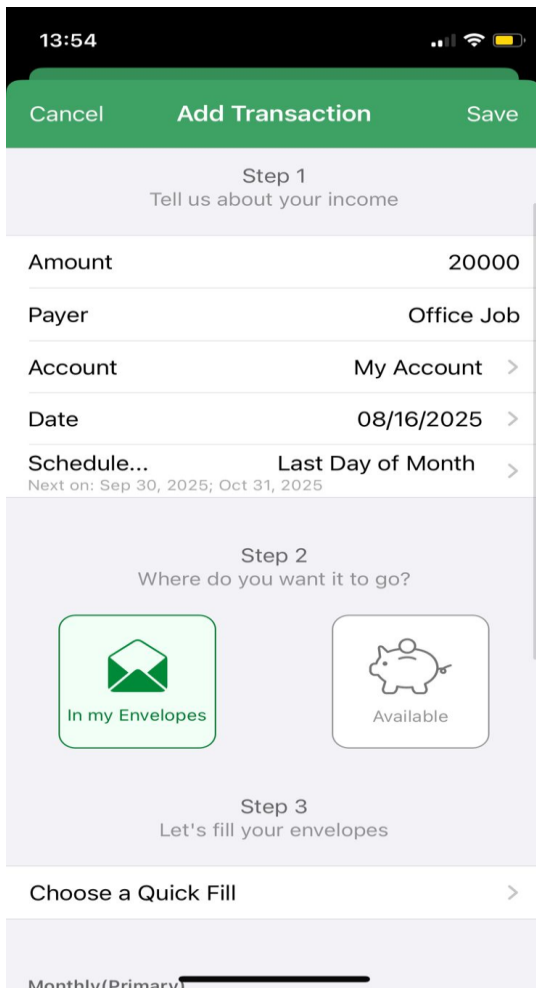 13:54
Cancel Add Transaction Save
Step 1
Tell us about your income
Amount 20000
Payer Office Job
Account My Account
Date 08/16/2025
Schedule... Last Day of Month
Next on: Sep 30, 2025; Oct 31, 2025
Step 2
Where do you want it to go?
In my Envelopes Available
Step 3
Let's fill your envelopes
Choose a Quick Fill
Monthly(Primary)